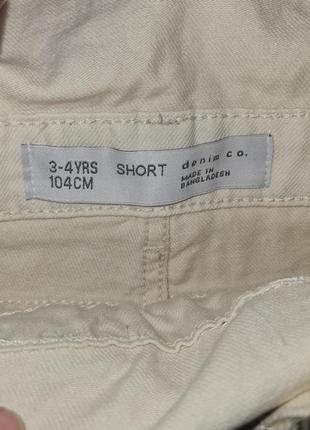 3-4YRS SHORT denim co.
104CM MADE IN
BANGLADESH